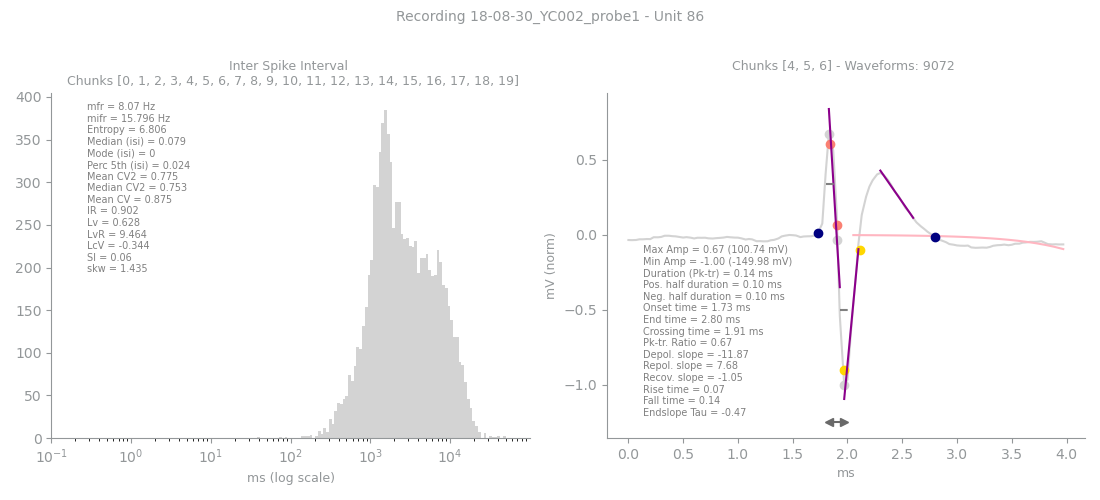 Recording 18-08-30_YC002_probe1 - Unit 86
Inter Spike Interval
Chunks [0, 1, 2, 3, 4, 5, 6, 7, 8, 9, 10, 11, 12, 13, 14, 15, 16, 17, 18, 19]
400
350
300
250
200
150
100
50
0
mfr = 8.07 Hz
mifr = 15.796 Hz
Entropy = 6.806
Median (isi) = 0.079
Mode (isi) = 0
Perc 5th (isi) = 0.024
Mean CV2 = 0.775
Median CV2 = 0.753
Mean CV = 0.875
IR = 0.902
Lv = 0.628
LvR = 9.464
LcV = -0.344
SI = 0.06
skw = 1.435
10⁻¹ 10⁰ 10¹ 10² 10³ 10⁴
ms (log scale)
Chunks [4, 5, 6] - Waveforms: 9072
mV (norm)
0.5
0.0
−0.5
−1.0
Max Amp = 0.67 (100.74 mV)
Min Amp = -1.00 (-149.98 mV)
Duration (Pk-tr) = 0.14 ms
Pos. half duration = 0.10 ms
Neg. half duration = 0.10 ms
Onset time = 1.73 ms
End time = 2.80 ms
Crossing time = 1.91 ms
Pk-tr. Ratio = 0.67
Depol. slope = -11.87
Repol. slope = 7.68
Recov. slope = -1.05
Rise time = 0.07
Fall time = 0.14
Endslope Tau = -0.47
0.0 0.5 1.0 1.5 2.0 2.5 3.0 3.5 4.0
ms